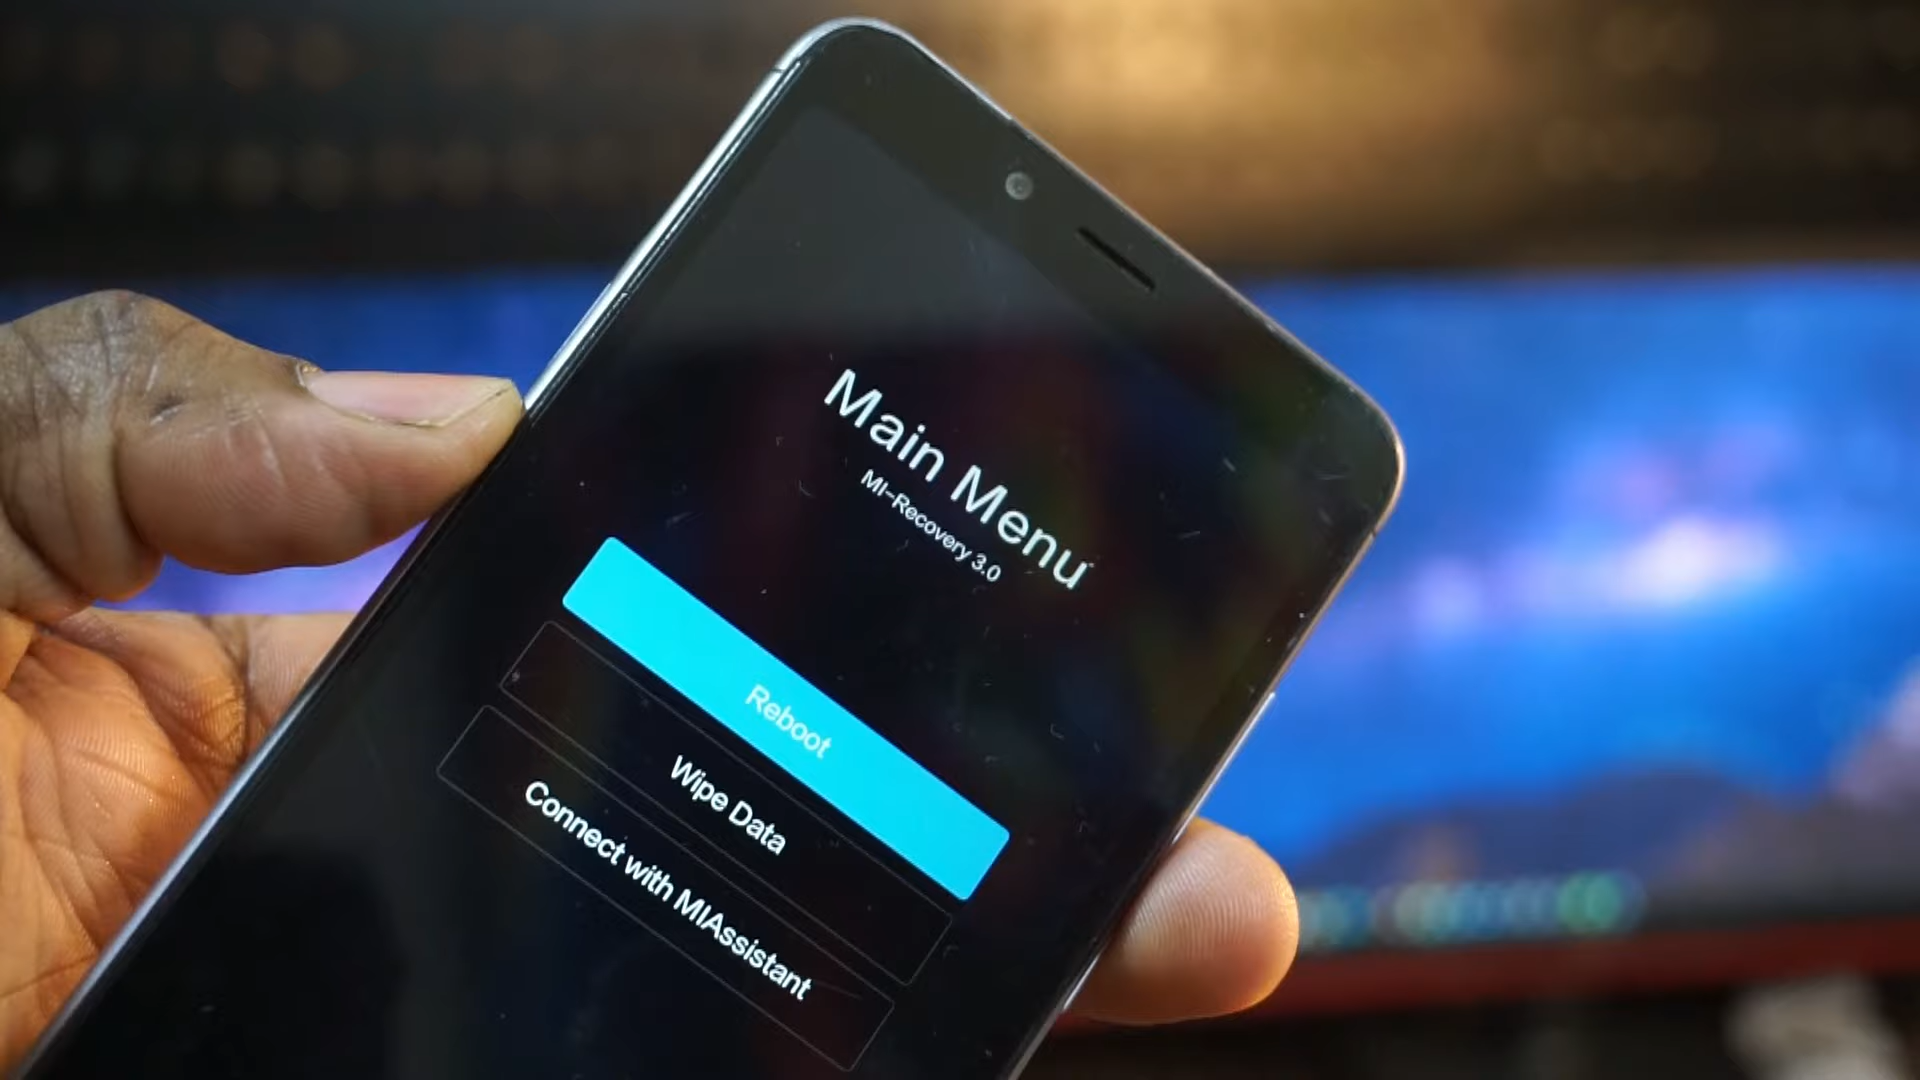 Main Menu
MI-Recovery 3.0
Reboot
Wipe Data
Connect with MIAssistant